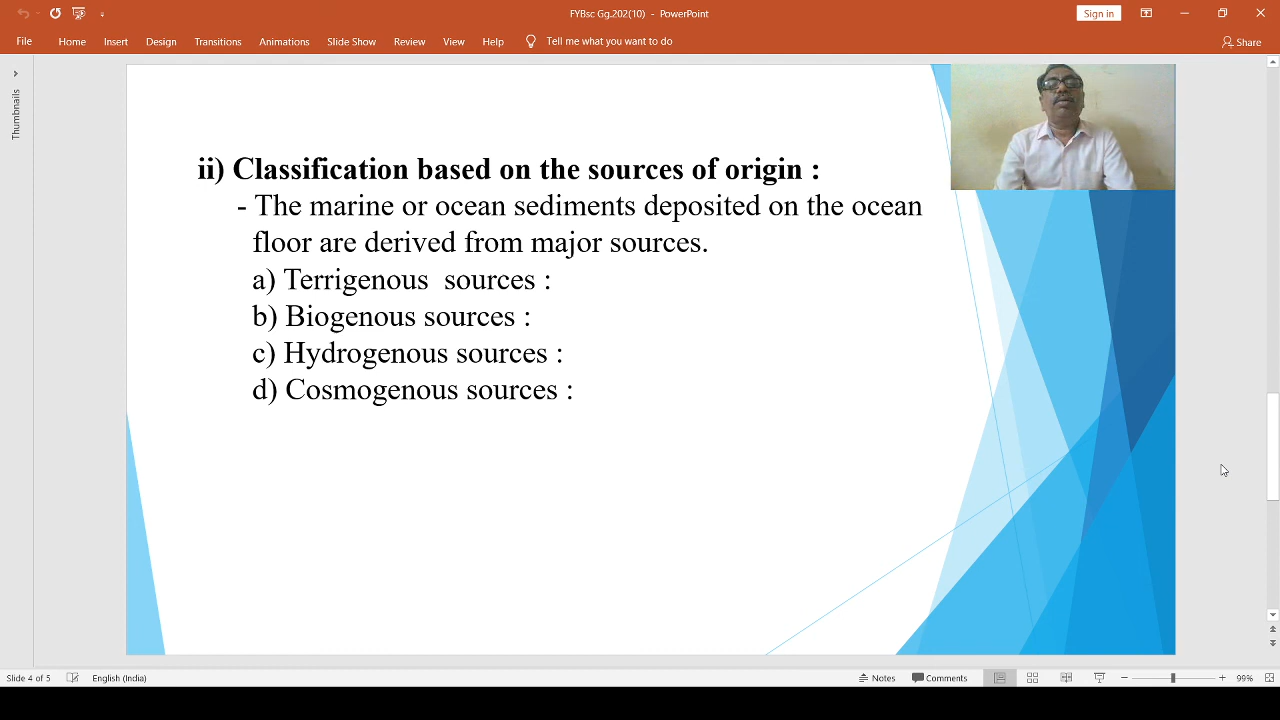 FYBsc Gg.202(10) - PowerPoint
Sign in
File Home Insert Design Transitions Animations Slide Show Review View Help Tell me what you want to do
Share
Thumbnails
ii) Classification based on the sources of origin :
- The marine or ocean sediments deposited on the ocean
floor are derived from major sources.
a) Terrigenous sources :
b) Biogenous sources :
c) Hydrogenous sources :
d) Cosmogenous sources :
Slide 4 of 5 English (India) Notes Comments 99%